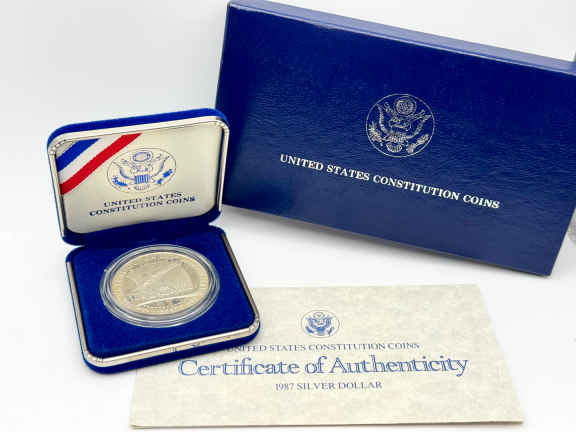 UNITED STATES CONSTITUTION COINS
UNITED STATES
CONSTITUTION COINS
UNITED STATES CONSTITUTION COINS
Certificate of Authenticity
1987 SILVER DOLLAR